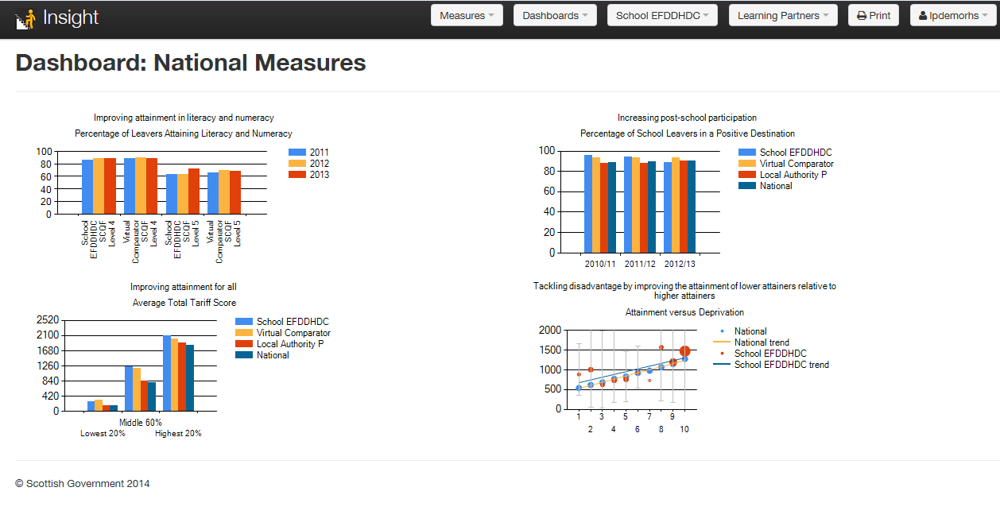 Insight
Measures
Dashboards
School EFDDHDC
Learning Partners
Print
lpdemorhs
Dashboard: National Measures
Improving attainment in literacy and numeracy
Percentage of Leavers Attaining Literacy and Numeracy
100
80
60
40
20
0
2011
2012
2013
School EFDDHDC SCQF Level 4
Virtual Comparator SCQF Level 4
School EFDDHDC SCQF Level 5
Virtual Comparator SCQF Level 5
Increasing post-school participation
Percentage of School Leavers in a Positive Destination
100
80
60
40
20
0
2010/11 2011/12 2012/13
School EFDDHDC
Virtual Comparator
Local Authority P
National
Improving attainment for all
Average Total Tariff Score
2520
2100
1680
1260
840
420
0
Middle 60%
Lowest 20% Highest 20%
School EFDDHDC
Virtual Comparator
Local Authority P
National
Tackling disadvantage by improving the attainment of lower attainers relative to
higher attainers
Attainment versus Deprivation
2000
1500
1000
500
0
1 3 5 7 9
2 4 6 8 10
National
National trend
School EFDDHDC
School EFDDHDC trend
© Scottish Government 2014